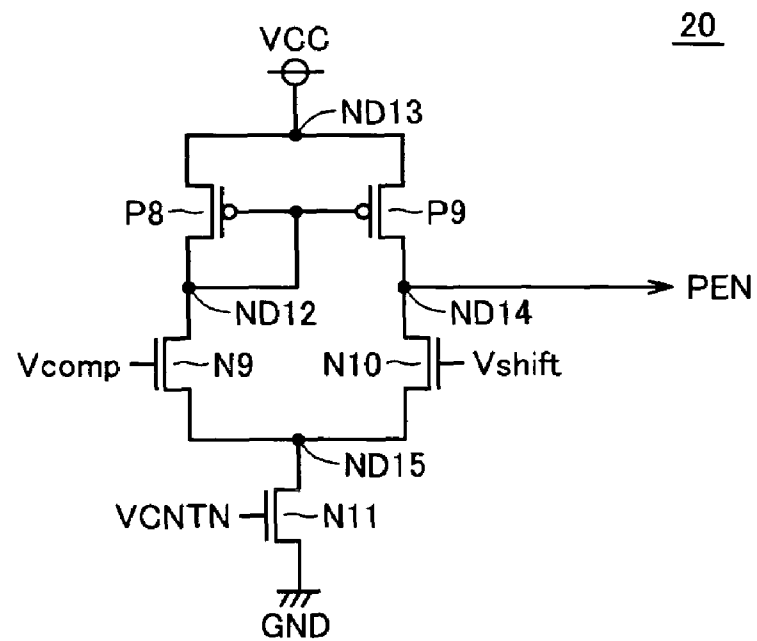 20
VCC
ND13
P8
P9
PEN
ND12
ND14
Vcomp
N9
N10
Vshift
ND15
VCNTN
N11
GND